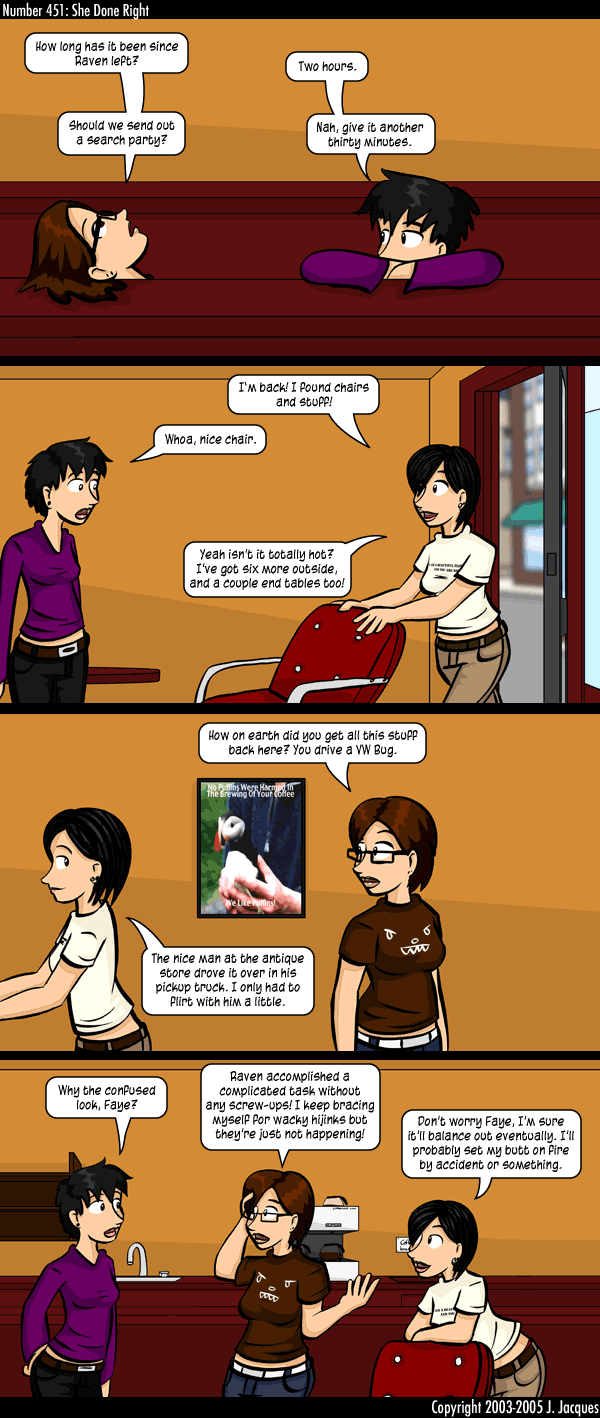 Number 451: She Done Right
How long has it been since
Raven left?
Two hours.
Should we send out
a search party?
Nah, give it another
thirty minutes.
I'm back! I found chairs
and stuff!
Whoa, nice chair.
Yeah isn't it totally hot?
I've got six more outside,
and a couple end tables too!
How on earth did you get all this stuff
back here? You drive a VW Bug.
No Puffins Were Harmed In
The Brewing Of Your Coffee
We Like Puffins!
The nice man at the antique
store drove it over in his
pickup truck. I only had to
flirt with him a little.
Why the confused
look, Faye?
Raven accomplished a
complicated task without
any screw-ups! I keep bracing
myself for wacky hijinks but
they're just not happening!
Don't worry Faye, I'm sure
it'll balance out eventually. I'll
probably set my butt on fire
by accident or something.
Copyright 2003-2005 J. Jacques